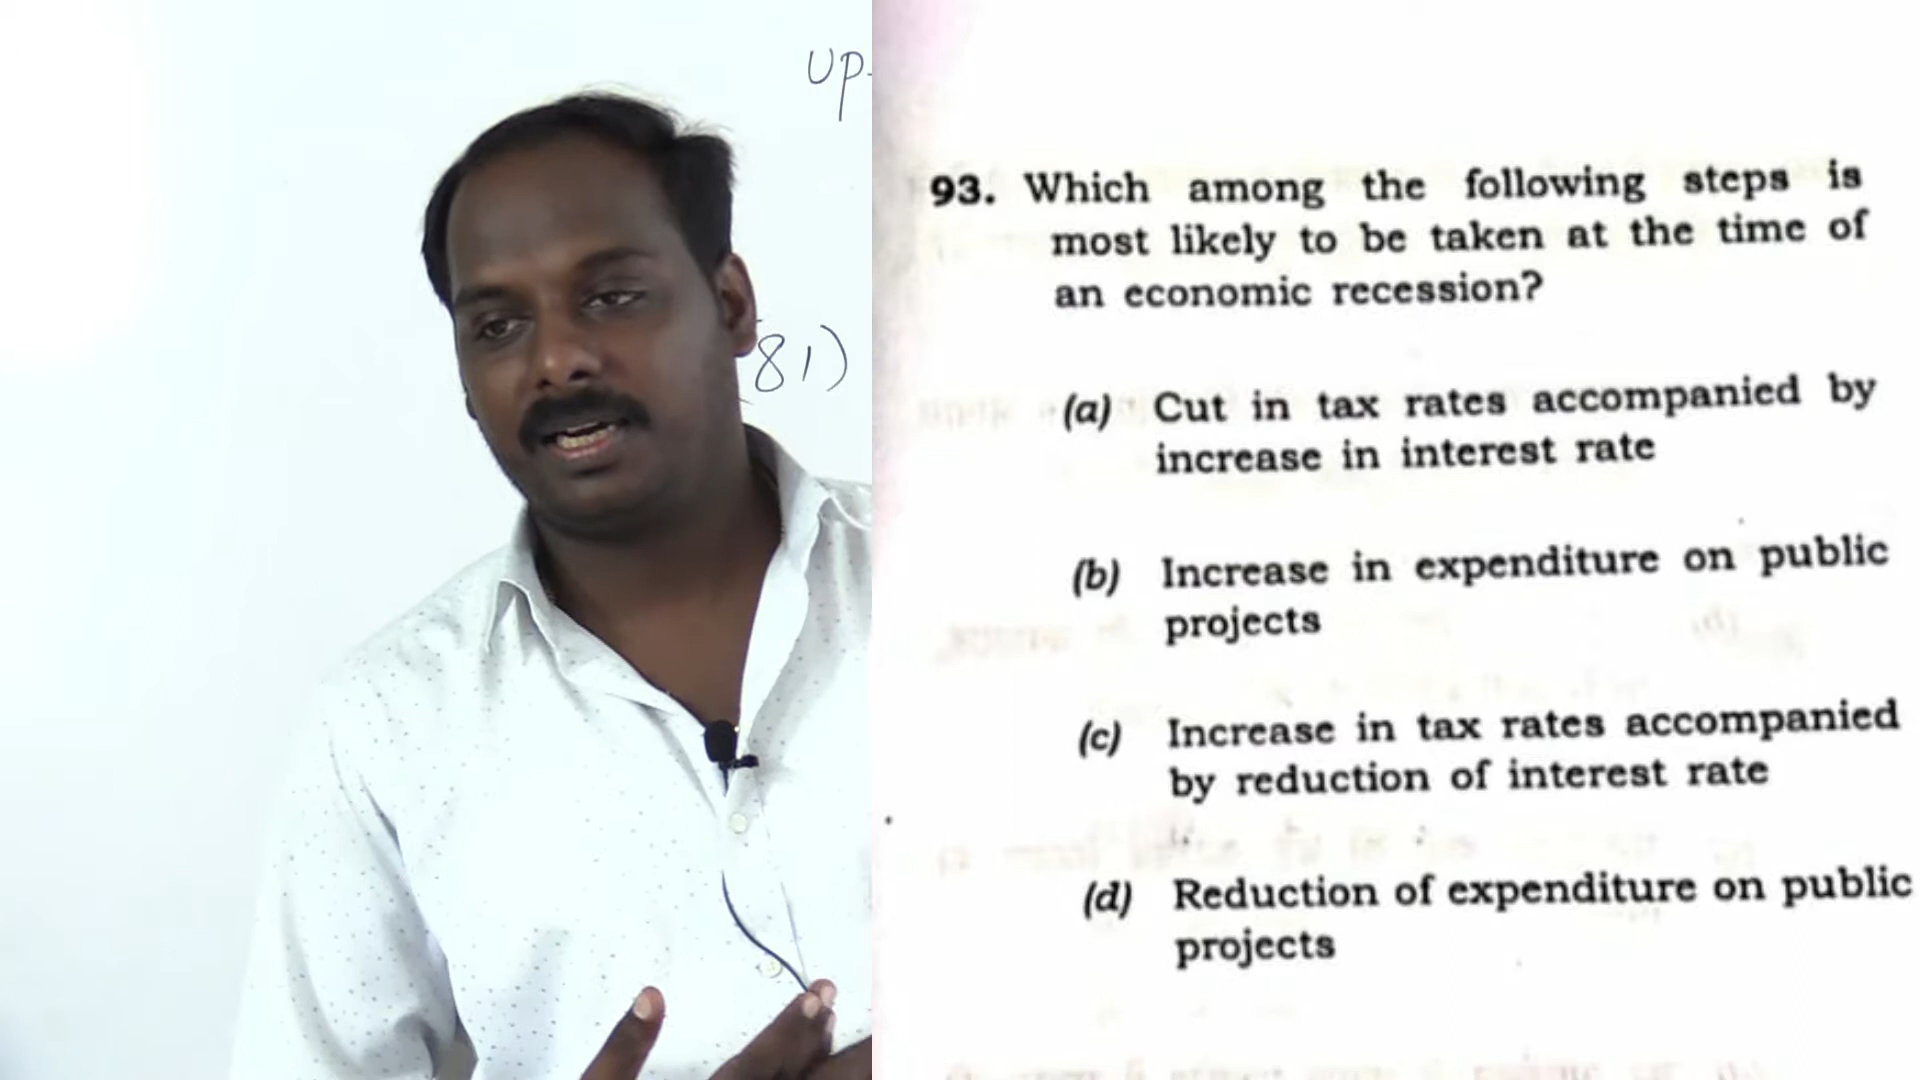 up
81)
93. Which among the following steps is
most likely to be taken at the time of
an economic recession?
(a) Cut in tax rates accompanied by
increase in interest rate
(b) Increase in expenditure on public
projects
(c) Increase in tax rates accompanied
by reduction of interest rate
(d) Reduction of expenditure on public
projects